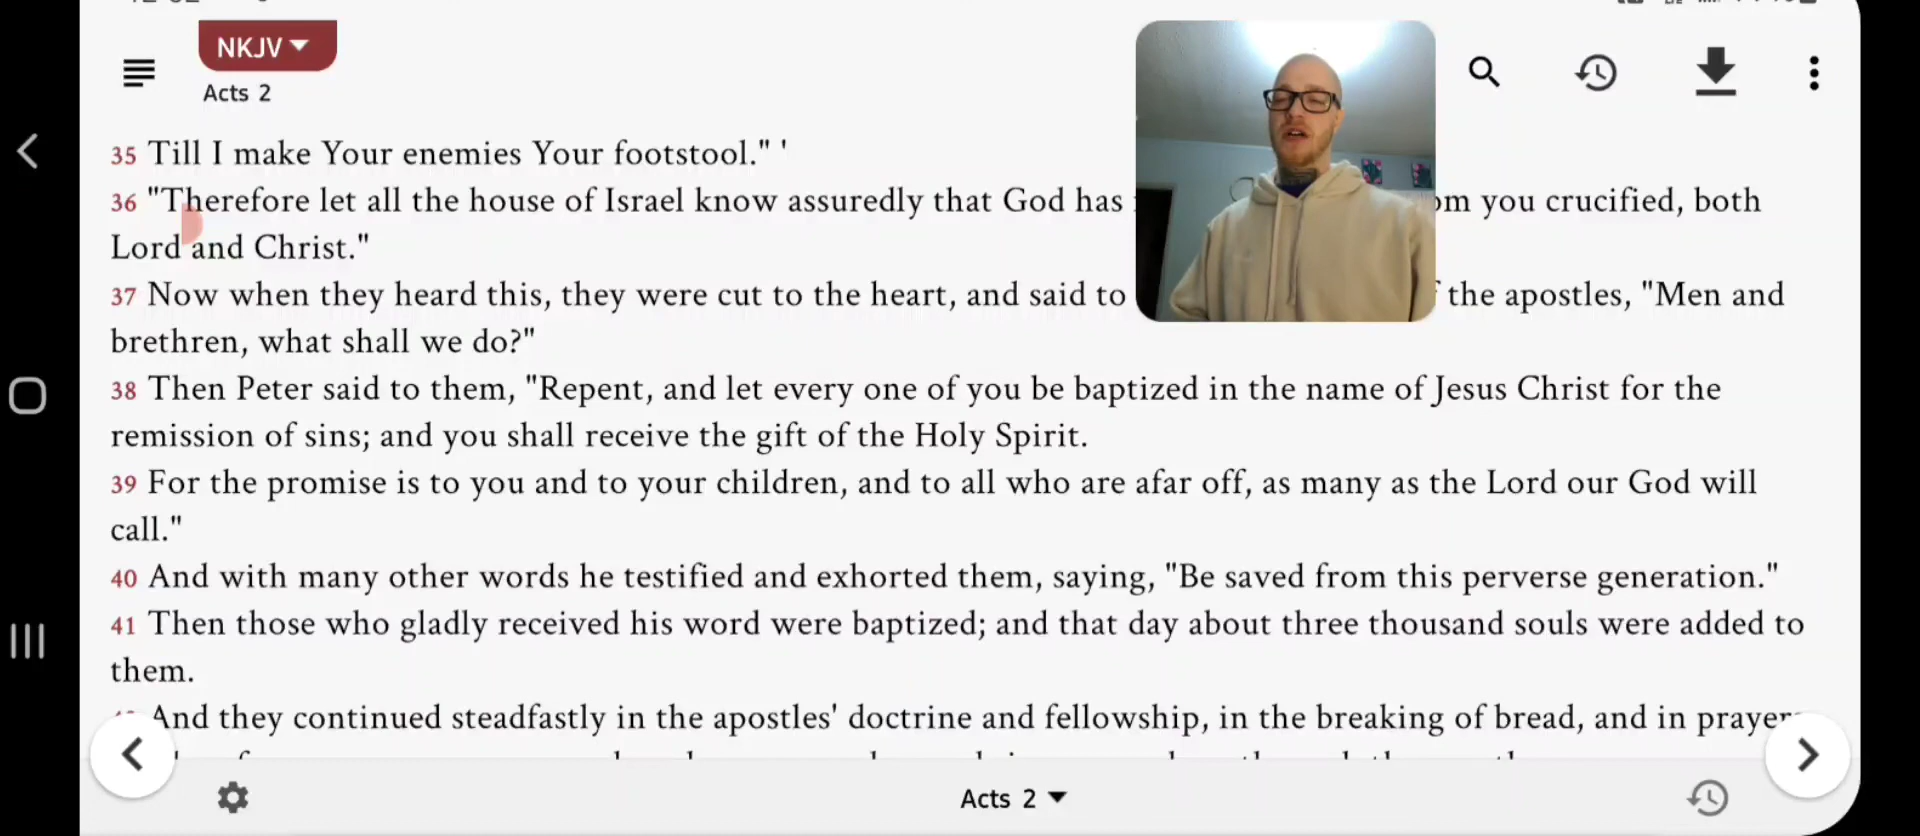 NKJV
Acts 2
35 Till I make Your enemies Your footstool." '
36 "Therefore let all the house of Israel know assuredly that God has you crucified, both
Lord and Christ."
37 Now when they heard this, they were cut to the heart, and said to the apostles, "Men and
brethren, what shall we do?"
38 Then Peter said to them, "Repent, and let every one of you be baptized in the name of Jesus Christ for the
remission of sins; and you shall receive the gift of the Holy Spirit.
39 For the promise is to you and to your children, and to all who are afar off, as many as the Lord our God will
call."
40 And with many other words he testified and exhorted them, saying, "Be saved from this perverse generation."
41 Then those who gladly received his word were baptized; and that day about three thousand souls were added to
them.
And they continued steadfastly in the apostles' doctrine and fellowship, in the breaking of bread, and in
Acts 2